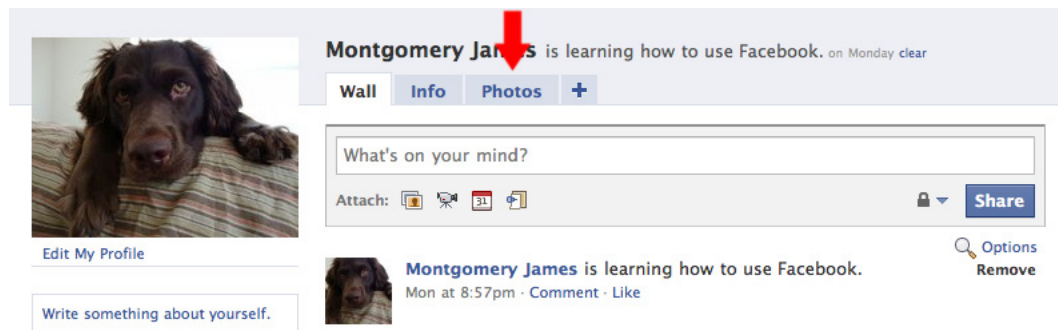 Montgomery James is learning how to use Facebook. on Monday clear
Wall Info Photos +
What's on your mind?
Attach: 31 Share
Edit My Profile
Options
Montgomery James is learning how to use Facebook. Remove
Mon at 8:57pm · Comment · Like
Write something about yourself.